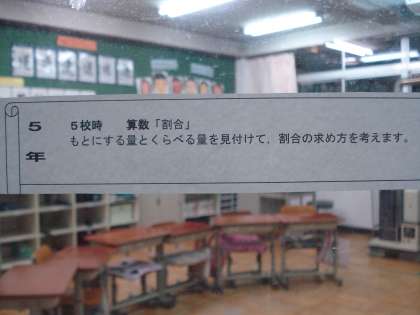 5年
5校時 算数「割合」
もとにする量とくらべる量を見付けて、割合の求め方を考えます。